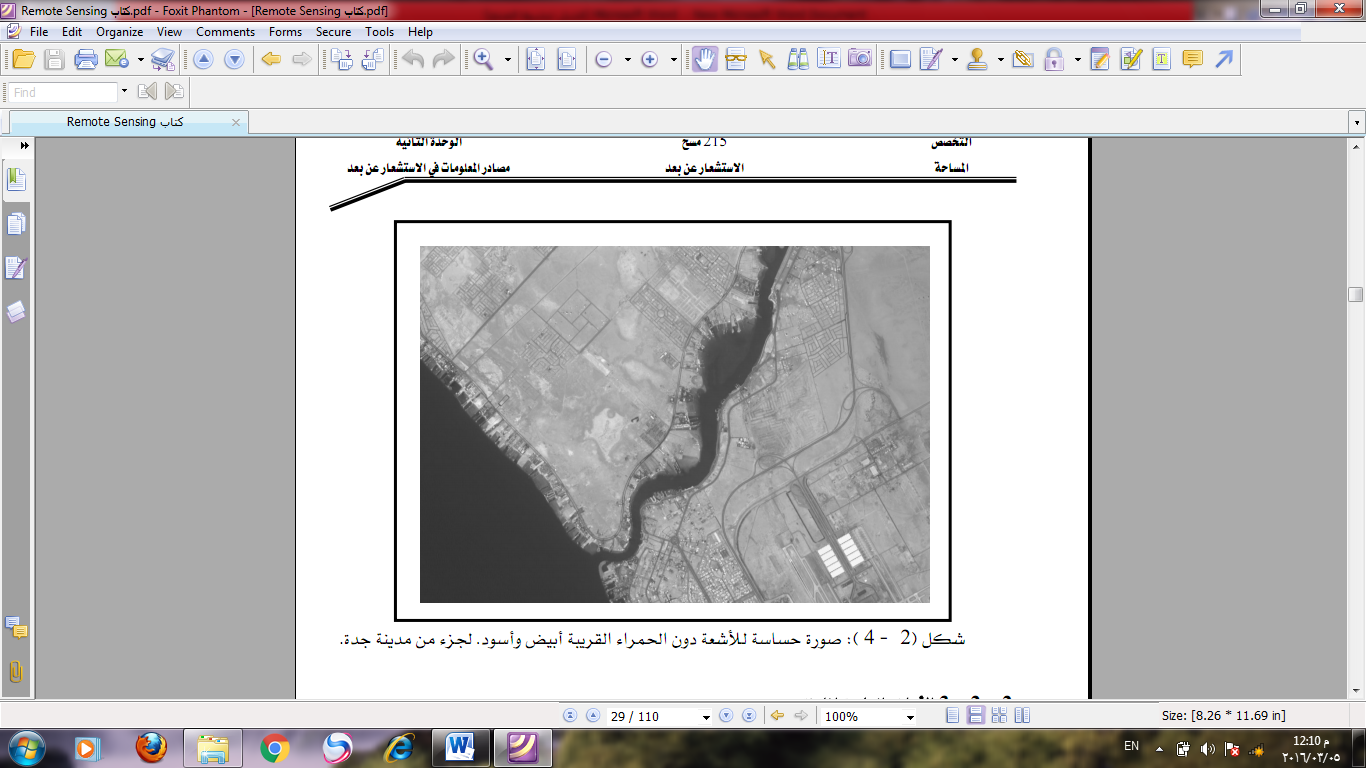 Remote Sensing كتاب.pdf - Foxit Phantom - [Remote Sensing كتاب.pdf]
File Edit Organize View Comments Forms Secure Tools Help
Find
Remote Sensing كتاب
التخصص 215 مسح الوحدة الثانية
المساحة الاستشعار عن بعد مصادر المعلومات في الاستشعار عن بعد
شكل (2 - 4): صورة حساسة للأشعة دون الحمراء القريبة أبيض وأسود. لجزء من مدينة جدة.
29 / 110 100% Size: [8.26 * 11.69 in]
EN 12:10 م
٢٠١٦/٠٣/٠٥